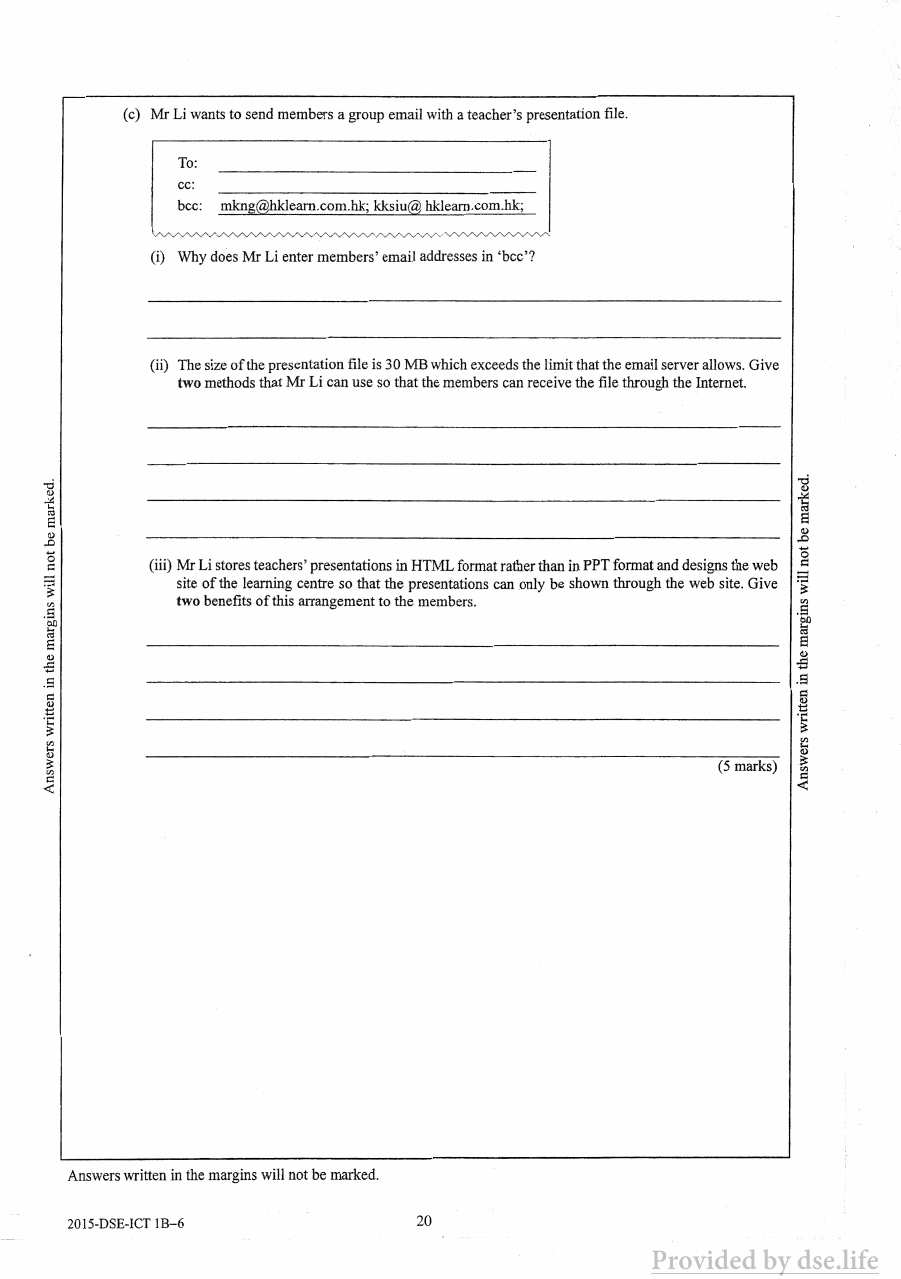 (c) Mr Li wants to send members a group email with a teacher's presentation file.
To:
cc:
bcc: mkng@hklearn.com.hk; kksiu@ hklearn.com.hk;
(i) Why does Mr Li enter members' email addresses in 'bcc'?
(ii) The size of the presentation file is 30 MB which exceeds the limit that the email server allows. Give
two methods that Mr Li can use so that the members can receive the file through the Internet.
(iii) Mr Li stores teachers' presentations in HTML format rather than in PPT format and designs the web
site of the learning centre so that the presentations can only be shown through the web site. Give
two benefits of this arrangement to the members.
(5 marks)
Answers written in the margins will not be marked.
Answers written in the margins will not be marked.
Answers written in the margins will not be marked.
2015-DSE-ICT 1B–6
20
Provided by dse.life